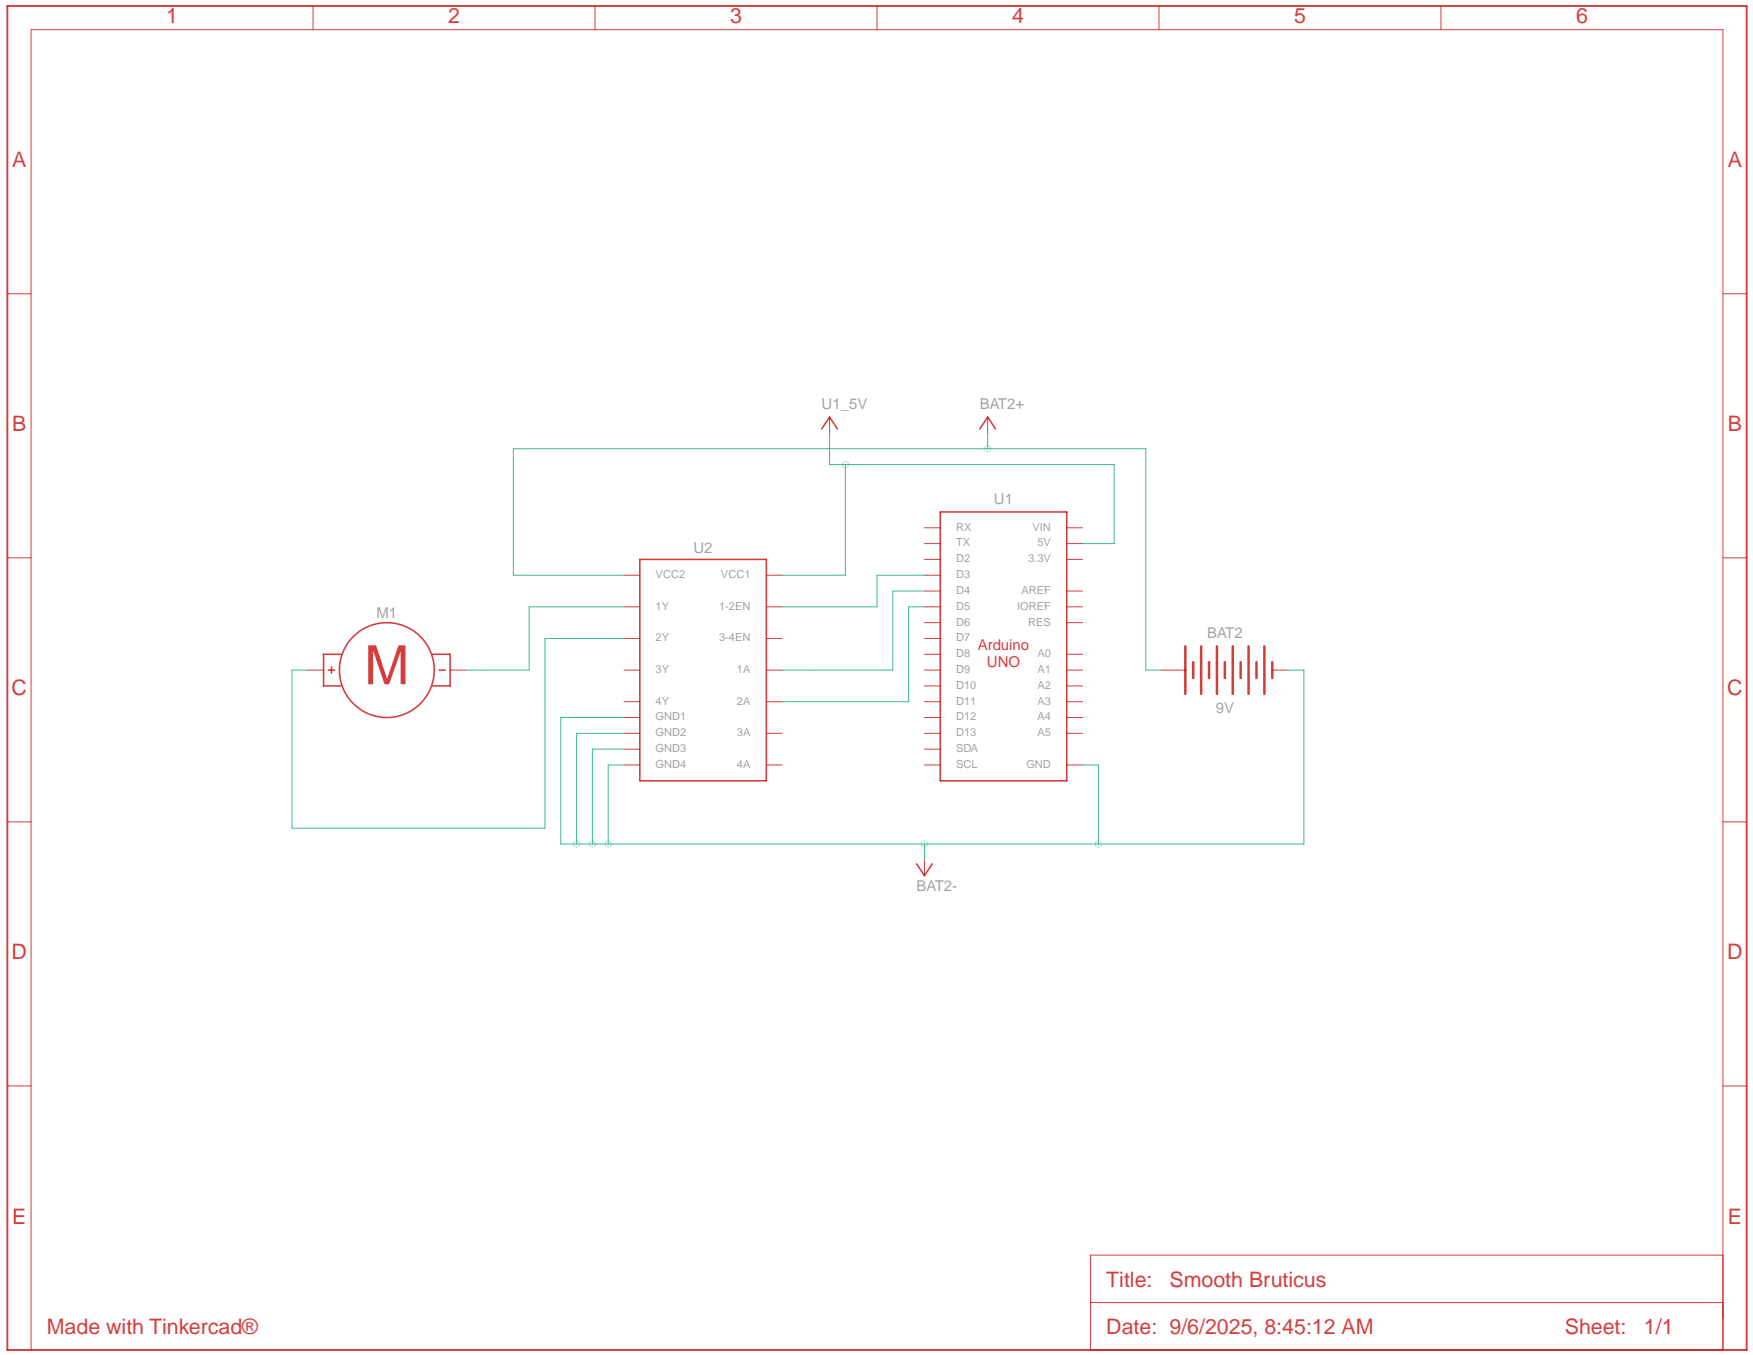 1 2 3 4 5 6
A A
B B
U1_5V BAT2+
U1
RX VIN
TX 5V
D2 3.3V
D3
D4 AREF
D5 IOREF
D6 RES
D7
D8 A0
D9 A1
D10 A2
D11 A3
D12 A4
D13 A5
SDA
SCL GND
Arduino
UNO
U2
VCC2 VCC1
1Y 1-2EN
2Y 3-4EN
3Y 1A
4Y 2A
GND1
GND2 3A
GND3
GND4 4A
M1
+ M -
BAT2
9V
C C
BAT2-
D D
E E
Title: Smooth Bruticus
Made with Tinkercad®
Date: 9/6/2025, 8:45:12 AM Sheet: 1/1